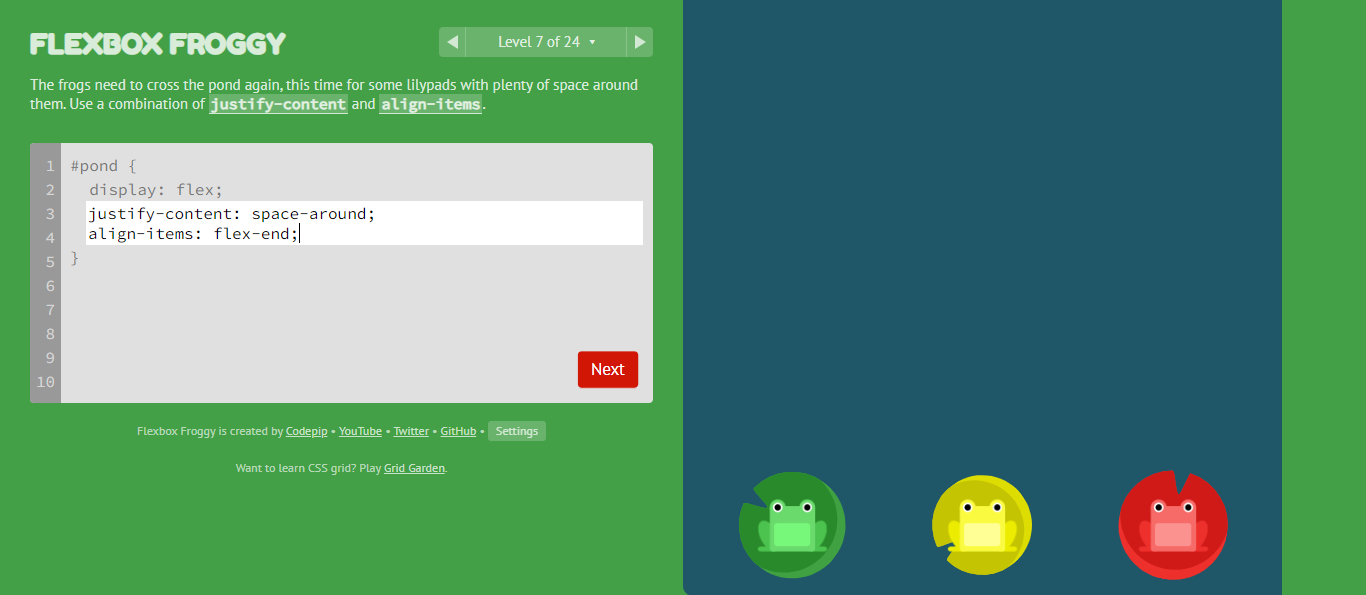 FLEXBOX FROGGY
◀ Level 7 of 24 ▾ ▶
The frogs need to cross the pond again, this time for some lilypads with plenty of space around
them. Use a combination of justify-content and align-items.
1 #pond {
2 display: flex;
3 justify-content: space-around;
4 align-items: flex-end;
5 }
6
7
8
9
10
Next
Flexbox Froggy is created by Codepip • YouTube • Twitter • GitHub • Settings
Want to learn CSS grid? Play Grid Garden.